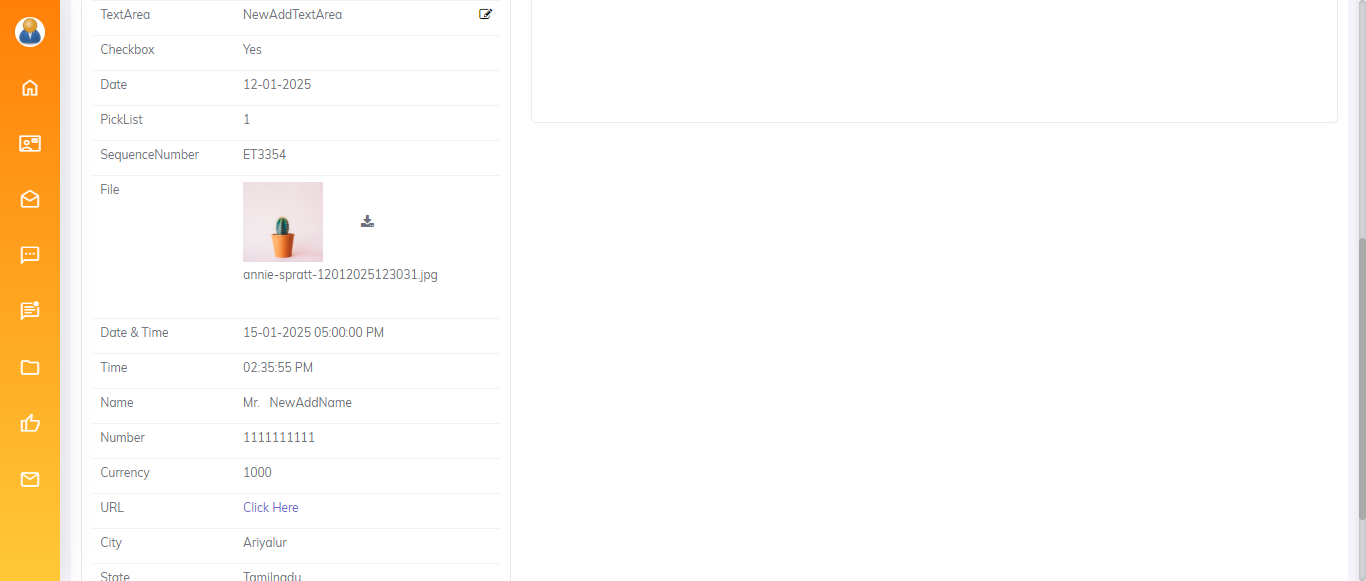 TextArea NewAddTextArea
Checkbox Yes
Date 12-01-2025
PickList 1
SequenceNumber ET3354
File
annie-spratt-12012025123031.jpg
Date & Time 15-01-2025 05:00:00 PM
Time 02:35:55 PM
Name Mr. NewAddName
Number 1111111111
Currency 1000
URL Click Here
City Ariyalur
State Tamilnadu